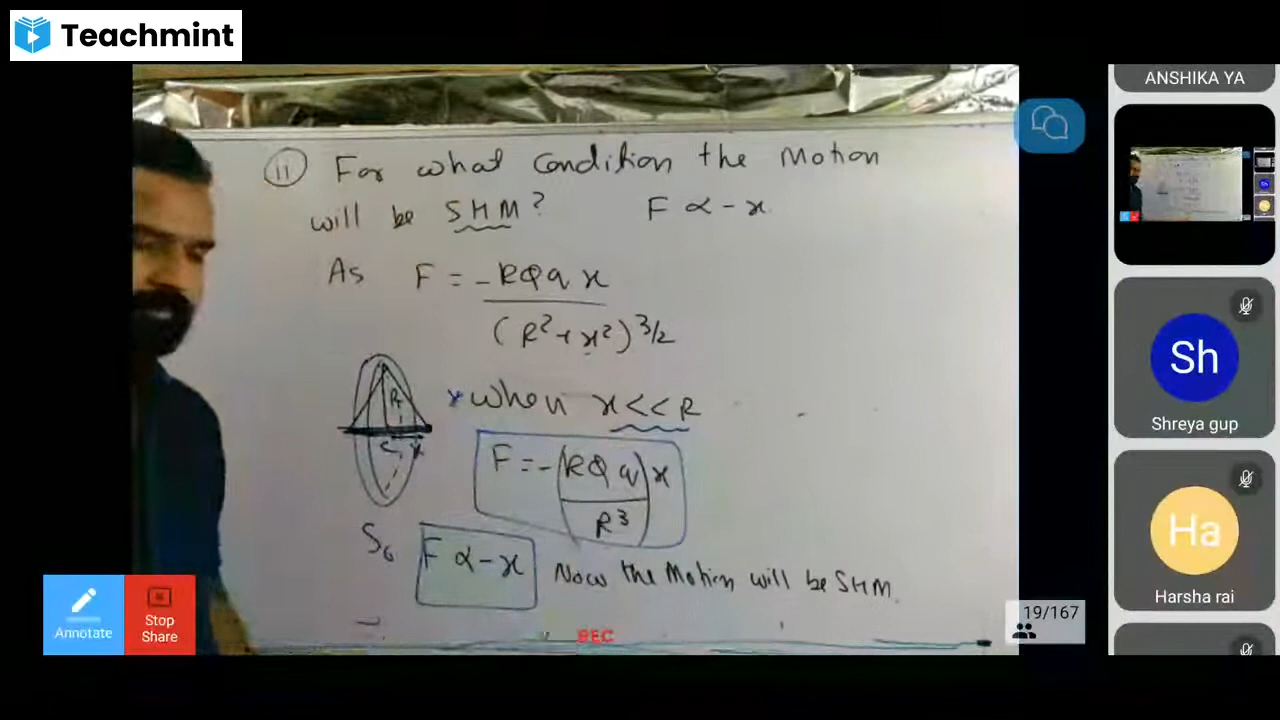 Teachmint
ANSHIKA YA
11 For what Condition the Motion
will be SHM? F ∝ - x
As F = - KQq x
(R²+x²)^3/2
R
when x << R
F = - (KQq) x
R³
So F ∝ - x Now the Motion will be SHM.
Sh
Shreya gup
Ha
Harsha rai
Annotate
Stop
Share
REC
19/167